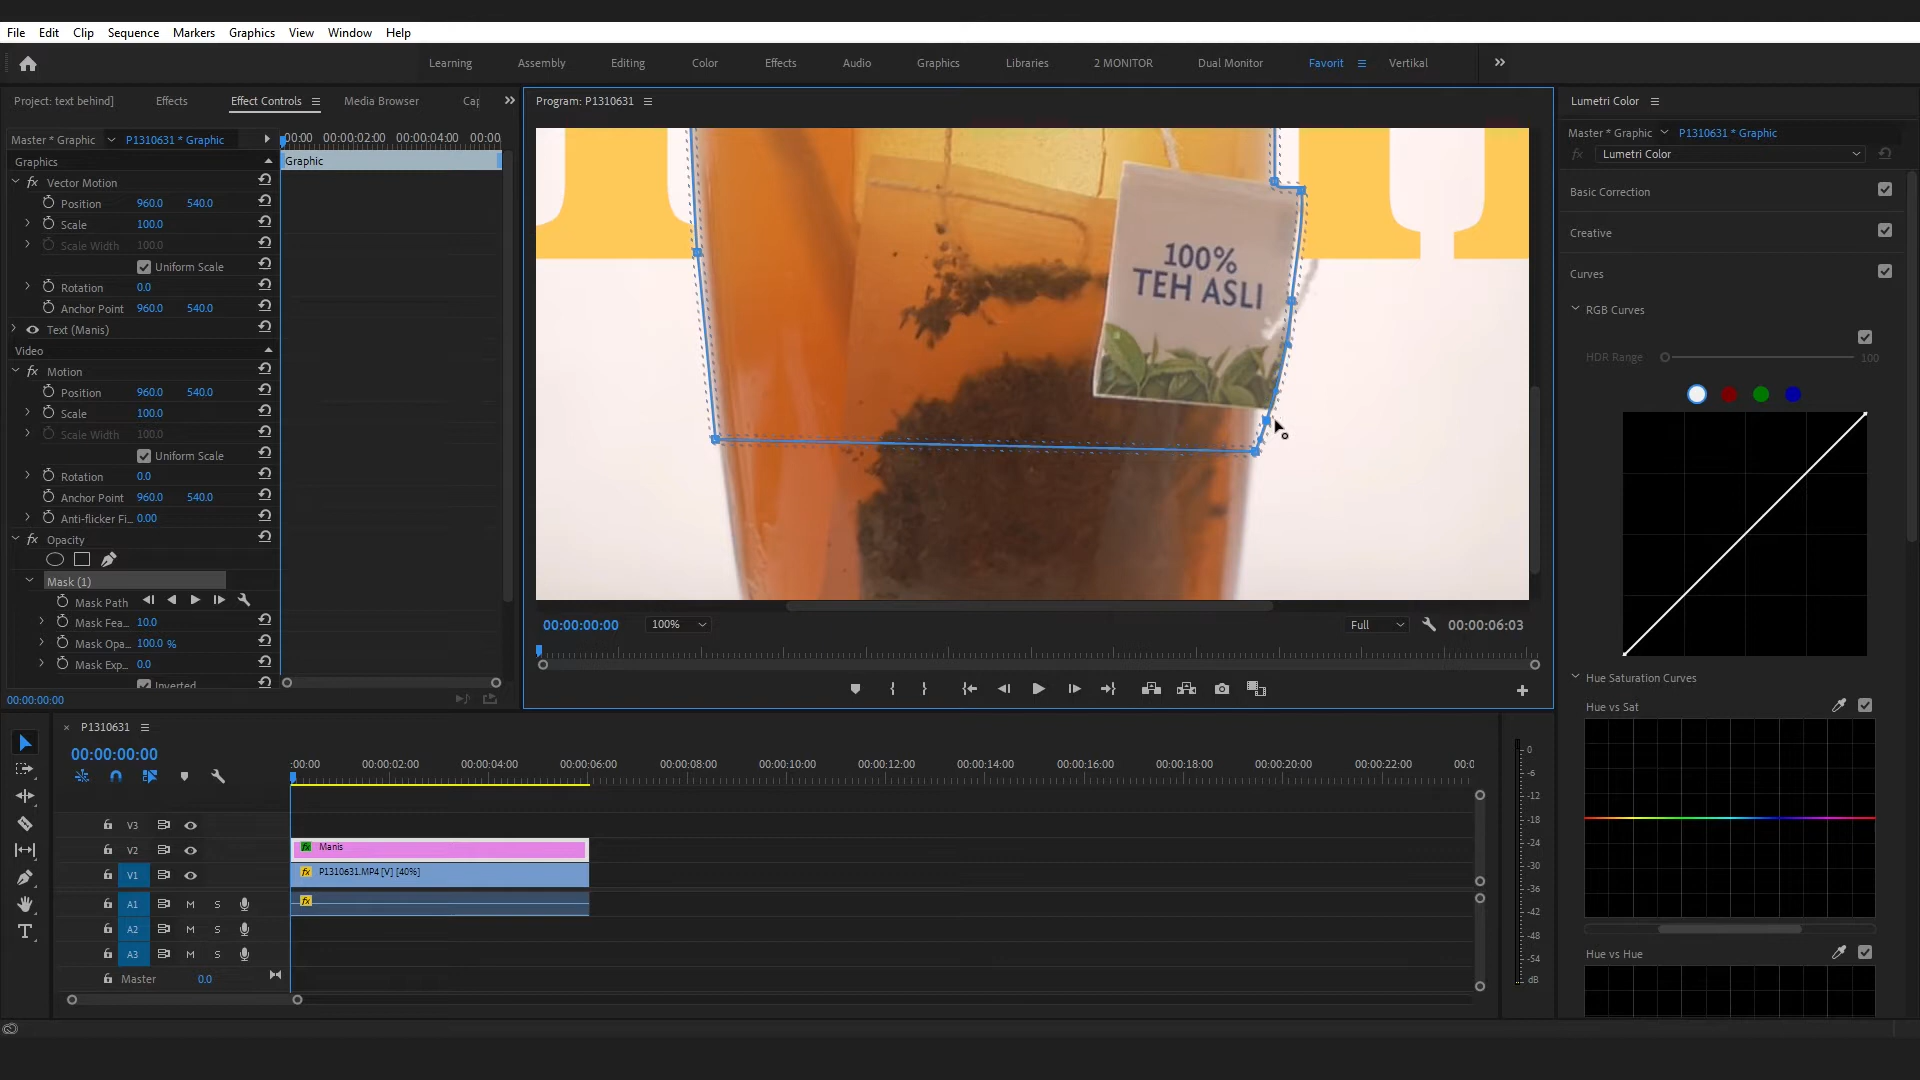 File Edit Clip Sequence Markers Graphics View Window Help
Learning Assembly Editing Color Effects Audio Graphics Libraries 2 MONITOR Dual Monitor Favorit Vertikal
Project: text behind] Effects Effect Controls Media Browser Ca
Program: P1310631
Lumetri Color
Master * Graphic P1310631 * Graphic
:00:00 00:00:02:00 00:00:04:00 00:00
Graphic
Graphics
fx Vector Motion
Position 960.0 540.0
Scale 100.0
Scale Width 100.0
Uniform Scale
Rotation 0.0
Anchor Point 960.0 540.0
Text (Manis)
Video
fx Motion
Position 960.0 540.0
Scale 100.0
Scale Width 100.0
Uniform Scale
Rotation 0.0
Anchor Point 960.0 540.0
Anti-flicker Fi... 0.00
fx Opacity
Mask (1)
Mask Path
Mask Fea... 10.0
Mask Opa... 100.0 %
Mask Exp... 0.0
Inverted
00:00:00:00
100%
TEH ASLI
00:00:00:00 100% Full 00:00:06:03
Master * Graphic P1310631 * Graphic
fx Lumetri Color
Basic Correction
Creative
Curves
RGB Curves
HDR Range 100
Hue Saturation Curves
Hue vs Sat
Hue vs Hue
× P1310631
00:00:00:00
:00:00 00:00:02:00 00:00:04:00 00:00:06:00 00:00:08:00 00:00:10:00 00:00:12:00 00:00:14:00 00:00:16:00 00:00:18:00 00:00:20:00 00:00:22:00 00:0
V3
V2 fx Manis
V1 fx P1310631.MP4 [V] [40%]
A1 M S fx
A2 M S
A3 M S
Master 0.0
0
-6
-12
-18
-24
-30
-36
-42
-48
-54
dB